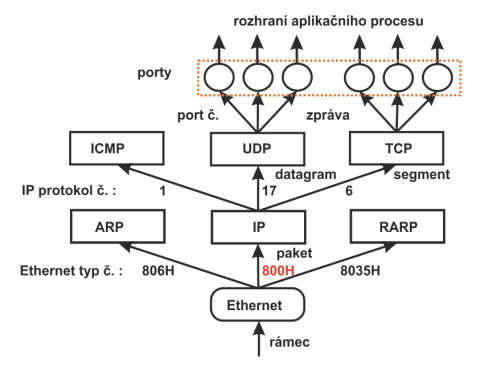 rozhraní aplikačního procesu
porty
port č.
zpráva
ICMP
UDP
TCP
datagram
segment
IP protokol č. :
1
17
6
ARP
IP
RARP
paket
Ethernet typ č. :
806H
800H
8035H
Ethernet
rámec